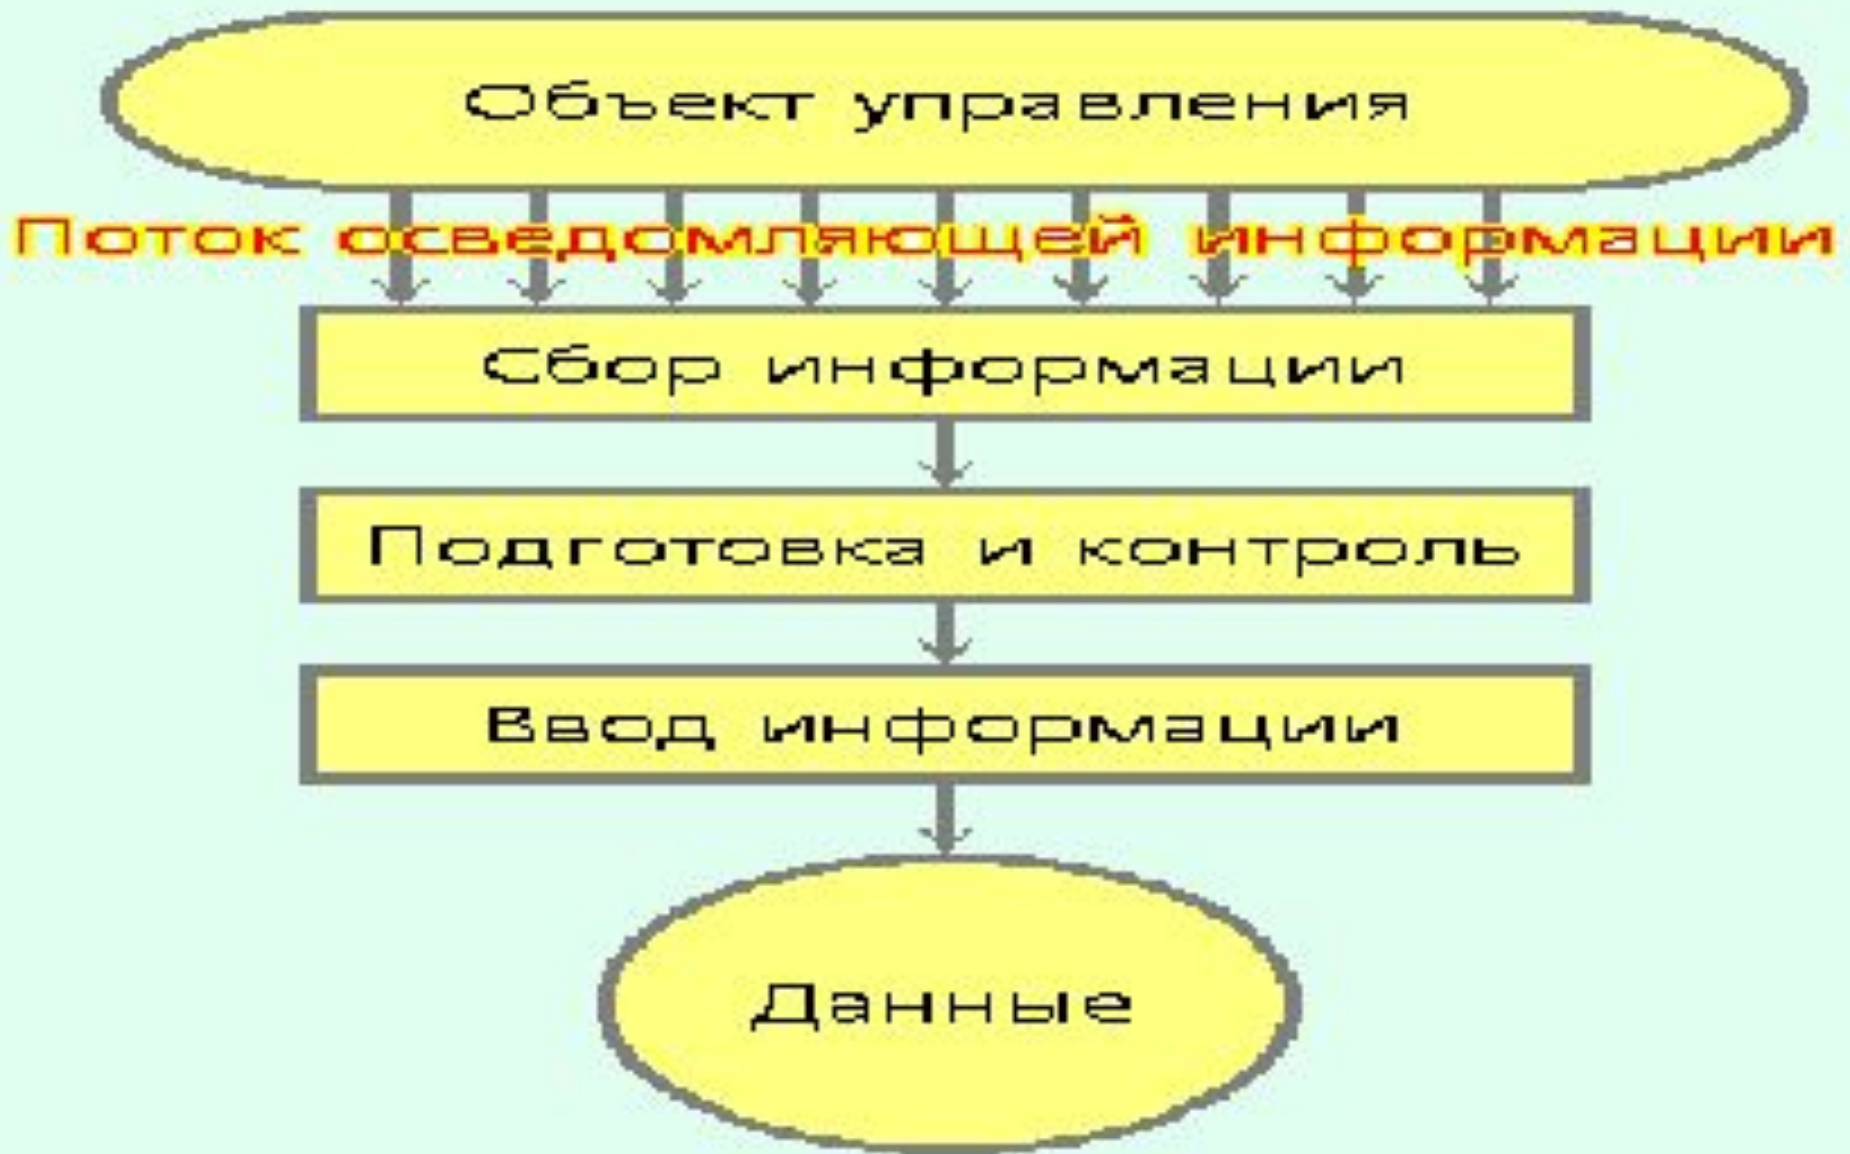 Объект управления
Поток осведомляющей информации
Сбор информации
Подготовка и контроль
Ввод информации
Данные